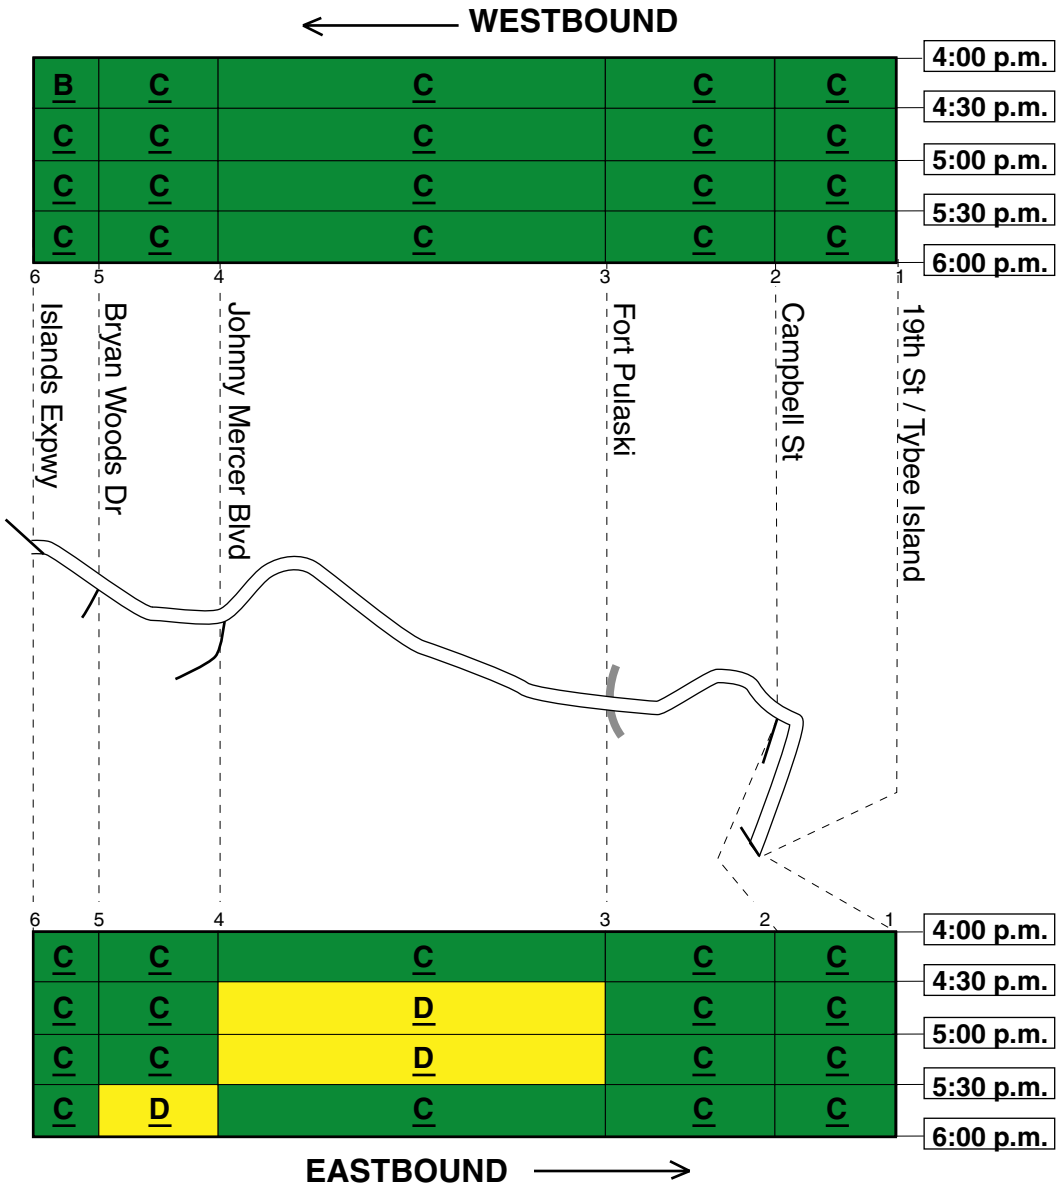 WESTBOUND
4:00 p.m.
B C C C C
4:30 p.m.
C C C C C
5:00 p.m.
C C C C C
5:30 p.m.
C C C C C
6:00 p.m.
6 5 4 3 2 1
Islands Expwy
Bryan Woods Dr
Johnny Mercer Blvd
Fort Pulaski
Campbell St
19th St / Tybee Island
6 5 4 3 2 1
4:00 p.m.
C C C C C
4:30 p.m.
C C D C C
5:00 p.m.
C C D C C
5:30 p.m.
C D C C C
6:00 p.m.
EASTBOUND